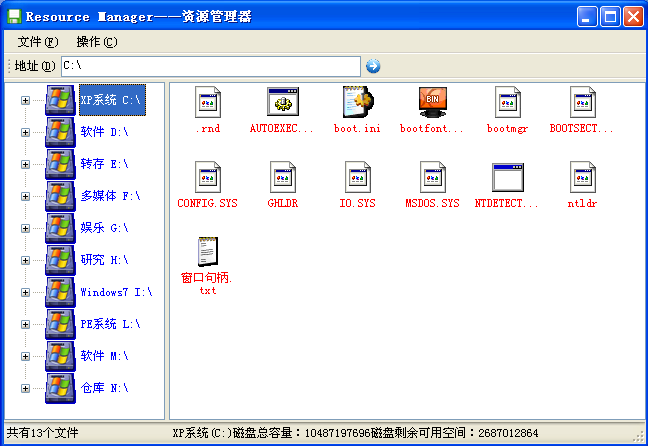 Resource Manager——资源管理器
文件(F) 操作(C)
地址(D) C:\
XP系统 C:\
软件 D:\
转存 E:\
多媒体 F:\
娱乐 G:\
研究 H:\
Windows7 I:\
PE系统 L:\
软件 M:\
仓库 N:\
.rnd AUTOEXEC... boot.ini bootfont... bootmgr BOOTSECT...
BIN
CONFIG.SYS GHLDR IO.SYS MSDOS.SYS NTDETECT... ntldr
窗口句柄.
txt
共有13个文件 XP系统(C:)磁盘总容量：10487197696磁盘剩余可用空间：2687012864